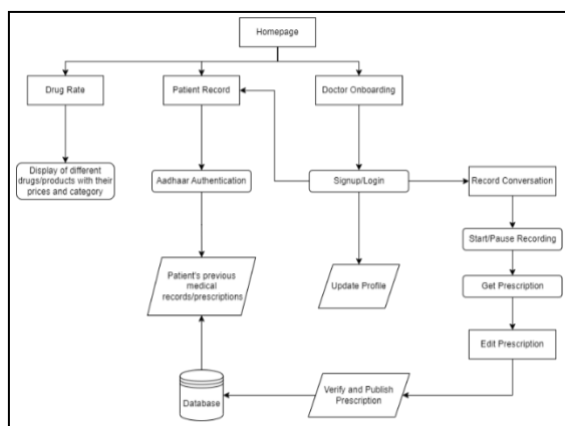 Homepage
Drug Rate
Patient Record
Doctor Onboarding
Display of different
drugs/products with their
prices and category
Aadhaar Authentication
Signup/Login
Record Conversation
Start/Pause Recording
Patient's previous
medical
records/prescriptions
Update Profile
Get Prescription
Edit Prescription
Database
Verify and Publish
Prescription